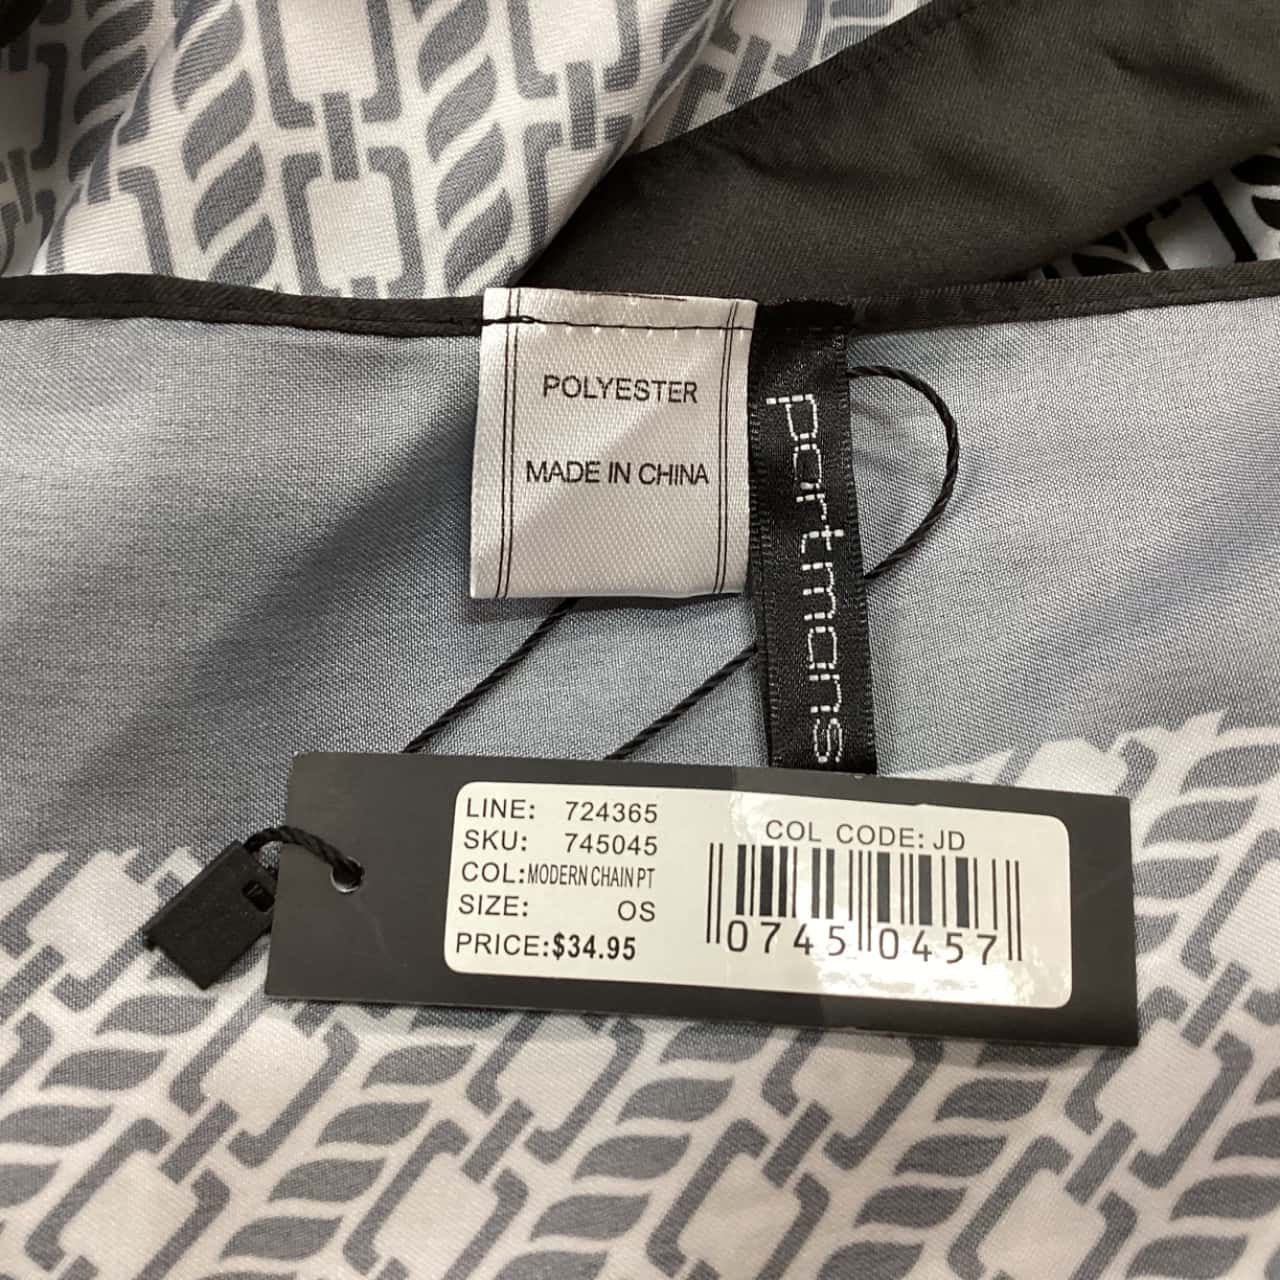 POLYESTER
MADE IN CHINA
portmans
LINE: 724365
SKU: 745045
COL:MODERN CHAIN PT
SIZE: OS
PRICE:$34.95
COL CODE: JD
0745 0457